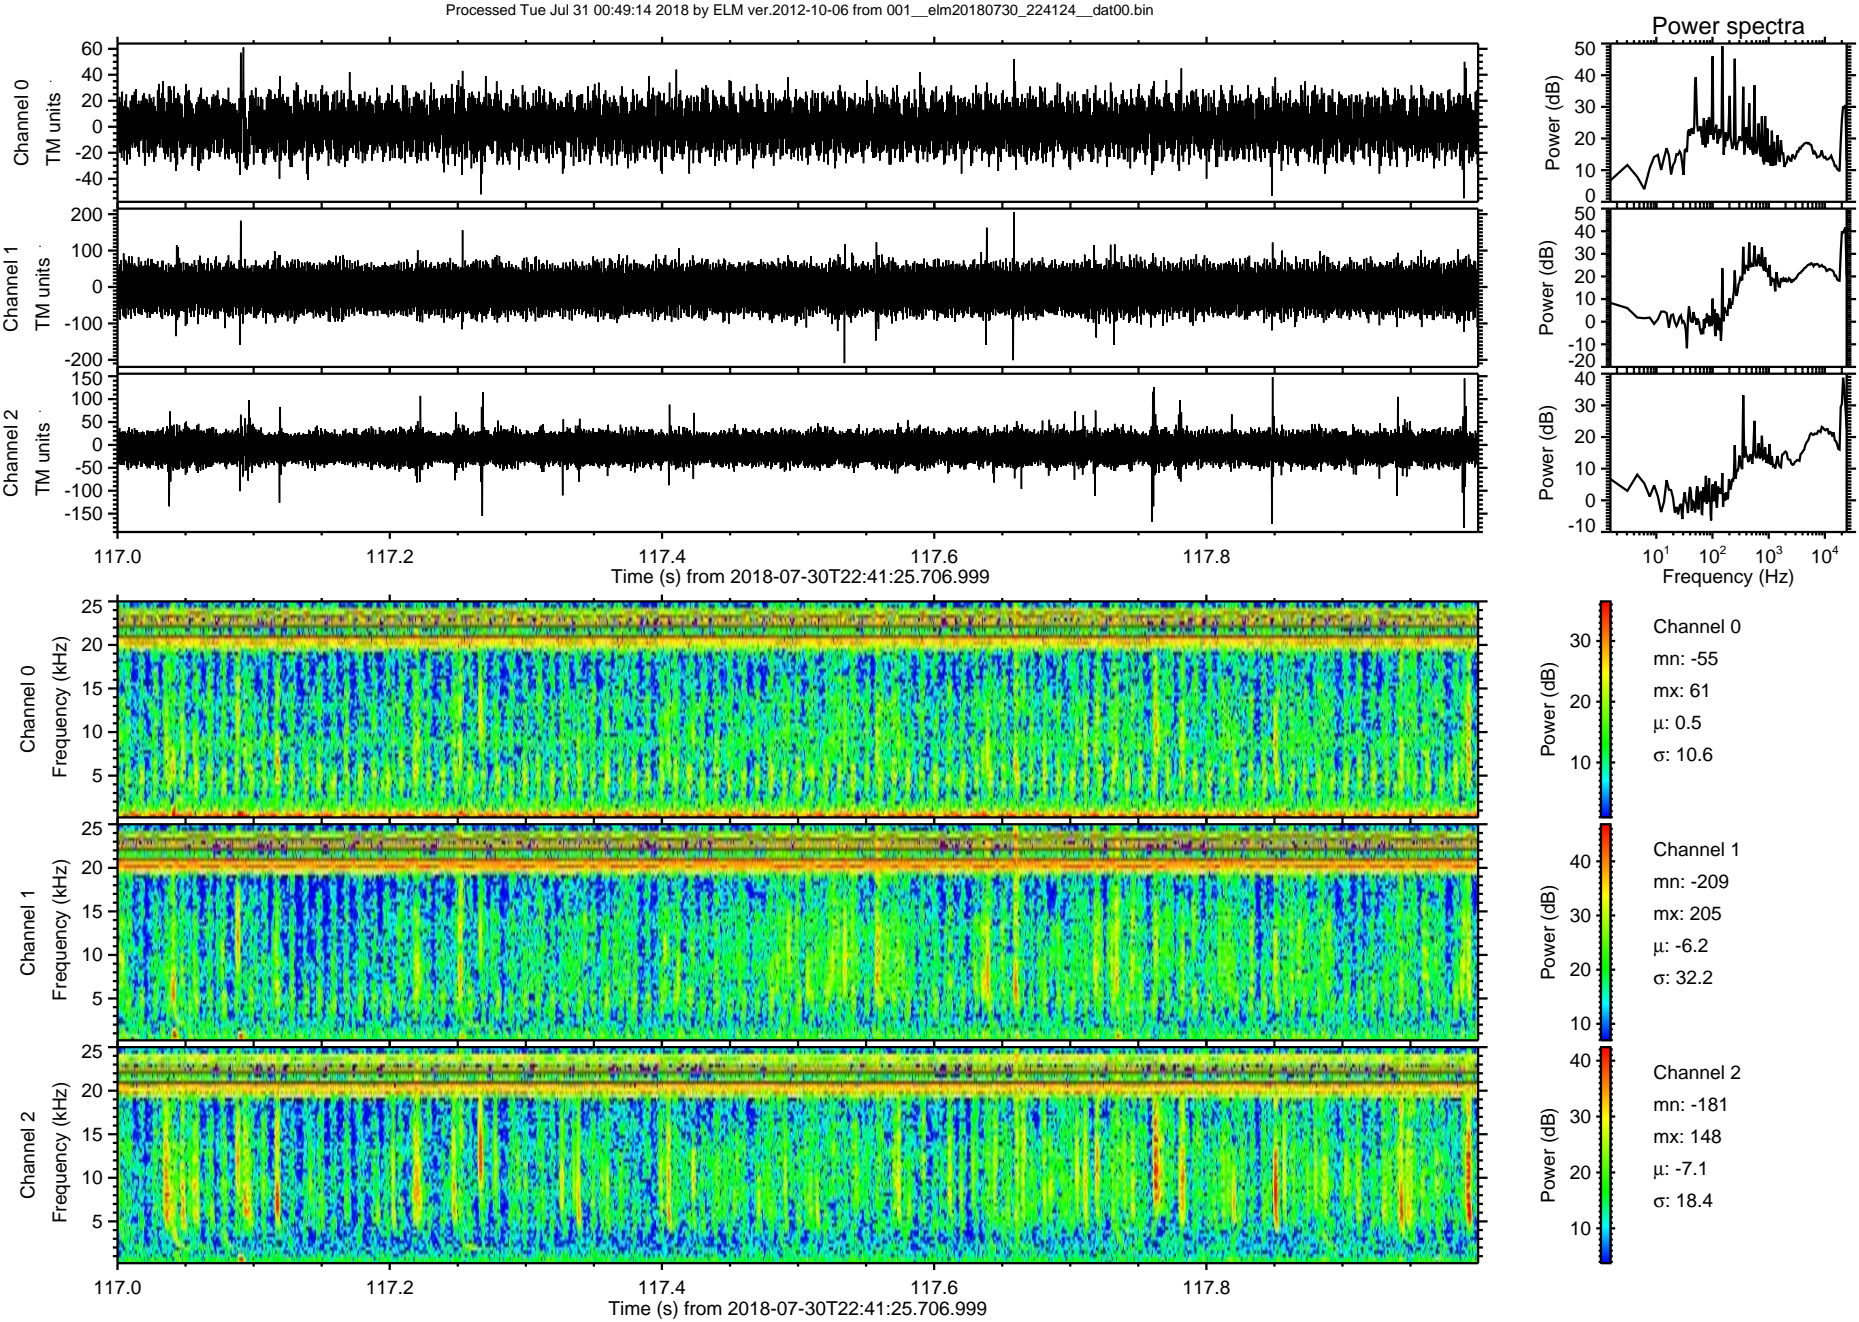 Processed Tue Jul 31 00:49:14 2018 by ELM ver.2012-10-06 from 001__elm20180730_224124__dat00.bin
Power spectra
Channel 0
TM units
60
40
20
0
-20
-40
Power (dB)
50
40
30
20
10
0
Channel 1
TM units
200
100
0
-100
-200
Power (dB)
50
40
30
20
10
0
-10
-20
Channel 2
TM units
150
100
50
0
-50
-100
-150
Power (dB)
40
30
20
10
0
-10
117.0 117.2 117.4 117.6 117.8
Time (s) from 2018-07-30T22:41:25.706.999
10¹ 10² 10³ 10⁴
Frequency (Hz)
Channel 0
Frequency (kHz)
25
20
15
10
5
Power (dB)
30
20
10
Channel 0
mn: -55
mx: 61
μ: 0.5
σ: 10.6
Channel 1
Frequency (kHz)
25
20
15
10
5
Power (dB)
40
30
20
10
Channel 1
mn: -209
mx: 205
μ: -6.2
σ: 32.2
Channel 2
Frequency (kHz)
25
20
15
10
5
Power (dB)
40
30
20
10
Channel 2
mn: -181
mx: 148
μ: -7.1
σ: 18.4
117.0 117.2 117.4 117.6 117.8
Time (s) from 2018-07-30T22:41:25.706.999